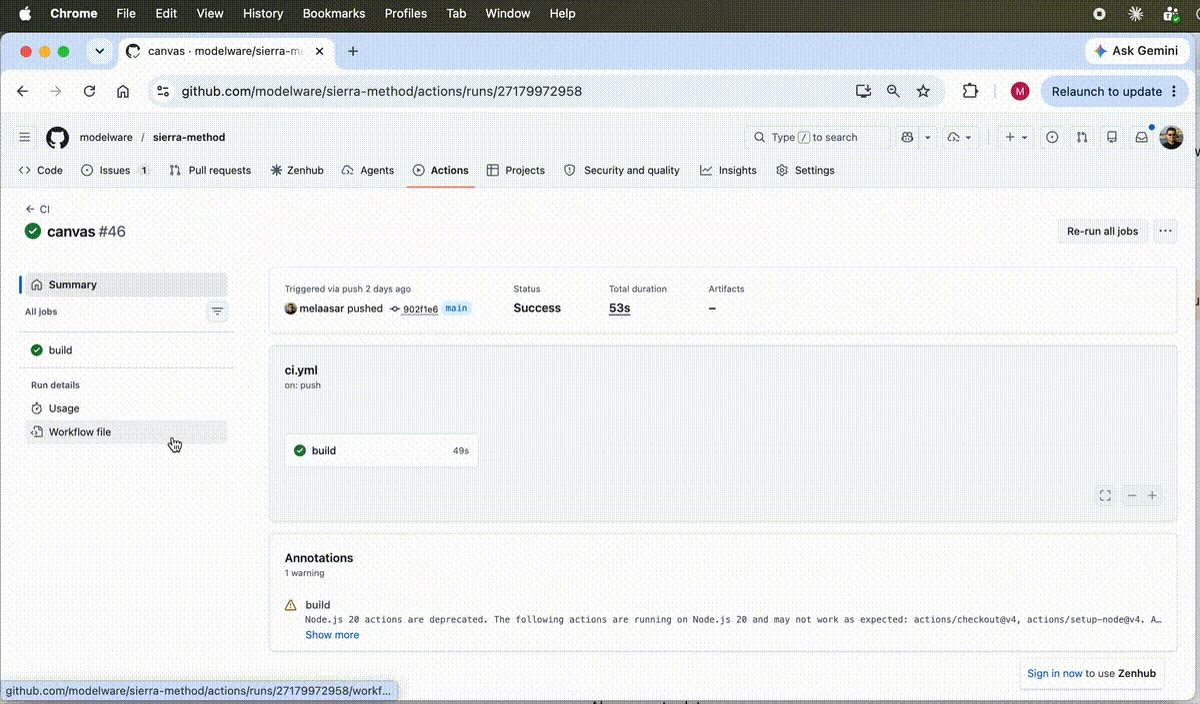 Chrome File Edit View History Bookmarks Profiles Tab Window Help
canvas · modelware/sierra-m
Ask Gemini
github.com/modelware/sierra-method/actions/runs/27179972958
M
Relaunch to update
modelware / sierra-method
Type / to search
Code Issues 1 Pull requests Zenhub Agents Actions Projects Security and quality Insights Settings
← CI
canvas #46
Re-run all jobs
Summary
All jobs
build
Run details
Usage
Workflow file
Triggered via push 2 days ago
melaasar pushed 902f1e6 main
Status
Success
Total duration
53s
Artifacts
–
ci.yml
on: push
build 49s
Annotations
1 warning
build
Node.js 20 actions are deprecated. The following actions are running on Node.js 20 and may not work as expected: actions/checkout@v4, actions/setup-node@v4. A…
Show more
Sign in now to use Zenhub
github.com/modelware/sierra-method/actions/runs/27179972958/workf...